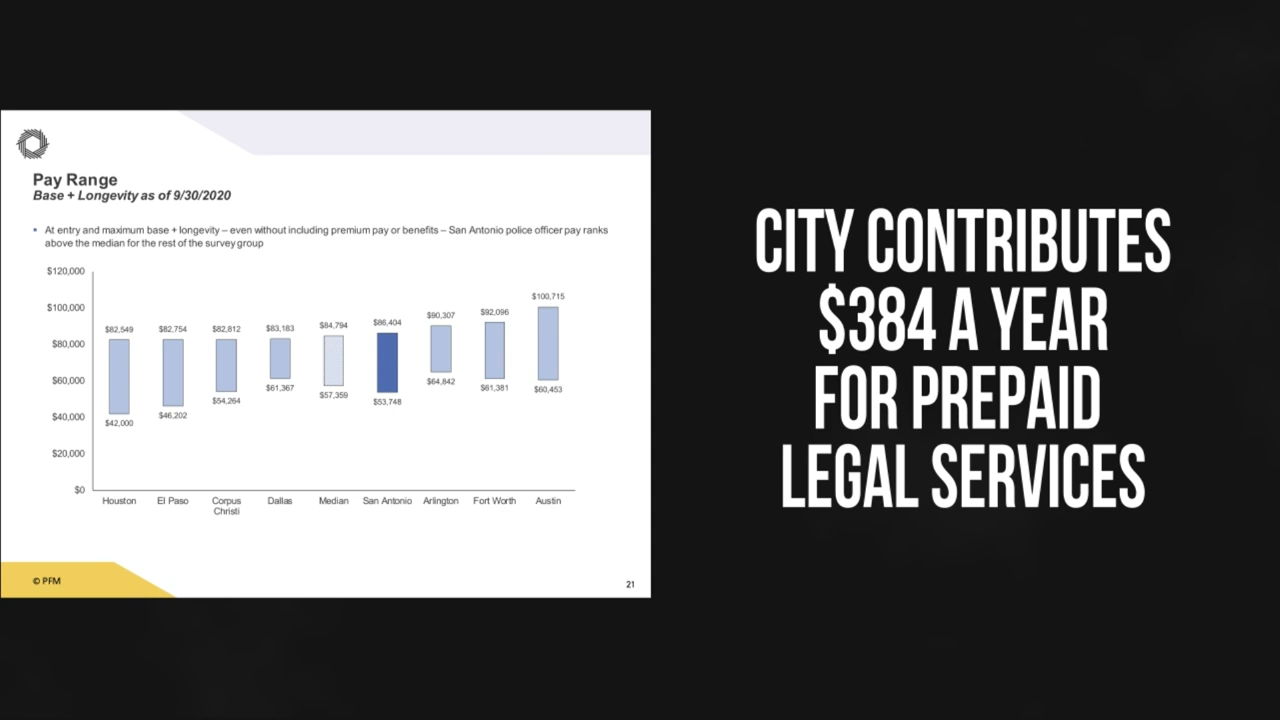 Pay Range
Base + Longevity as of 9/30/2020
• At entry and maximum base + longevity – even without including premium pay or benefits – San Antonio police officer pay ranks
above the median for the rest of the survey group
$120,000
$100,000
$80,000
$60,000
$40,000
$20,000
$0
$82,549
$82,754
$82,812
$83,183
$84,794
$86,404
$90,307
$92,096
$100,715
$42,000
$46,202
$54,264
$61,367
$57,359
$53,748
$64,842
$61,381
$60,453
Houston
El Paso
Corpus
Christi
Dallas
Median
San Antonio
Arlington
Fort Worth
Austin
© PFM
21
CITY CONTRIBUTES
$384 A YEAR
FOR PREPAID
LEGAL SERVICES